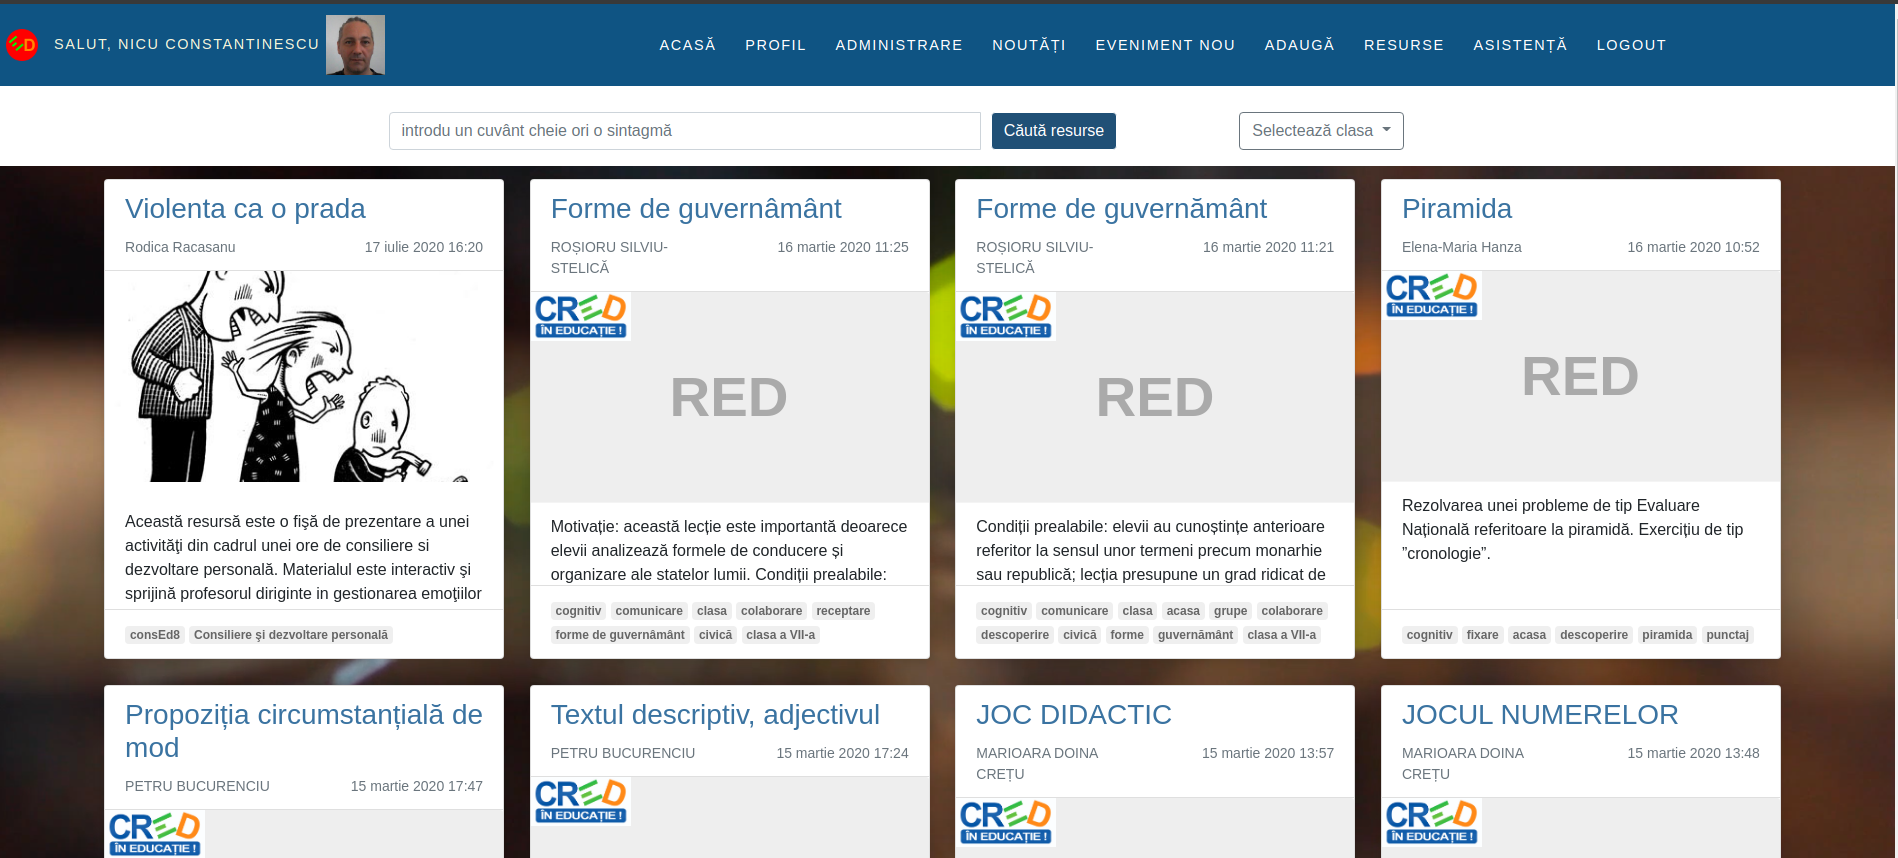 ED SALUT, NICU CONSTANTINESCU
ACASĂ PROFIL ADMINISTRARE NOUTĂȚI EVENIMENT NOU ADAUGĂ RESURSE ASISTENȚĂ LOGOUT
introdu un cuvânt cheie ori o sintagmă
Căută resurse
Selectează clasa
Violenta ca o prada
Rodica Racasanu 17 iulie 2020 16:20
Această resursă este o fişă de prezentare a unei
activităţi din cadrul unei ore de consiliere si
dezvoltare personală. Materialul este interactiv şi
sprijină profesorul diriginte in gestionarea emoţiilor
consEd8 Consiliere şi dezvoltare personală
Forme de guvernâmânt
ROȘIORU SILVIU-
STELICĂ
16 martie 2020 11:25
CRED
ÎN EDUCAȚIE !
RED
Motivație: această lecție este importantă deoarece
elevii analizează formele de conducere și
organizare ale statelor lumii. Condiții prealabile:
cognitiv comunicare clasa colaborare receptare
forme de guvernâmânt civică clasa a VII-a
Forme de guvernământ
ROȘIORU SILVIU-
STELICĂ
16 martie 2020 11:21
CRED
ÎN EDUCAȚIE !
RED
Condiții prealabile: elevii au cunoștințe anterioare
referitor la sensul unor termeni precum monarhie
sau republică; lecția presupune un grad ridicat de
cognitiv comunicare clasa acasa grupe colaborare
descoperire civică forme guvernământ clasa a VII-a
Piramida
Elena-Maria Hanza 16 martie 2020 10:52
CRED
ÎN EDUCAȚIE !
RED
Rezolvarea unei probleme de tip Evaluare
Națională referitoare la piramidă. Exercițiu de tip
”cronologie”.
cognitiv fixare acasa descoperire piramida punctaj
Propoziția circumstanțială de
mod
PETRU BUCURENCIU 15 martie 2020 17:47
CRED
ÎN EDUCAȚIE !
Textul descriptiv, adjectivul
PETRU BUCURENCIU 15 martie 2020 17:24
CRED
ÎN EDUCAȚIE !
JOC DIDACTIC
MARIOARA DOINA
CREȚU
15 martie 2020 13:57
CRED
ÎN EDUCAȚIE !
JOCUL NUMERELOR
MARIOARA DOINA
CREȚU
15 martie 2020 13:48
CRED
ÎN EDUCAȚIE !